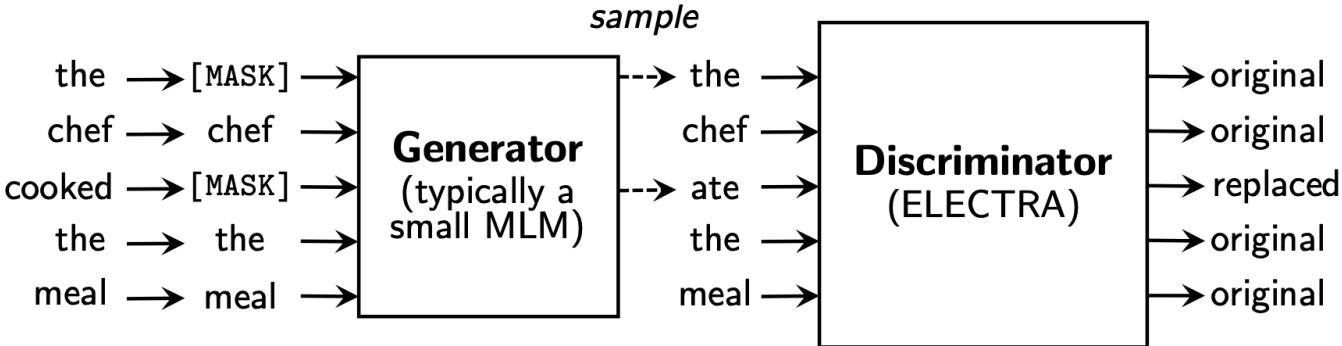 sample
the [MASK] the original
chef chef chef original
Generator
Discriminator
cooked [MASK] ate replaced
(typically a
small MLM)
(ELECTRA)
the the the original
meal meal meal original